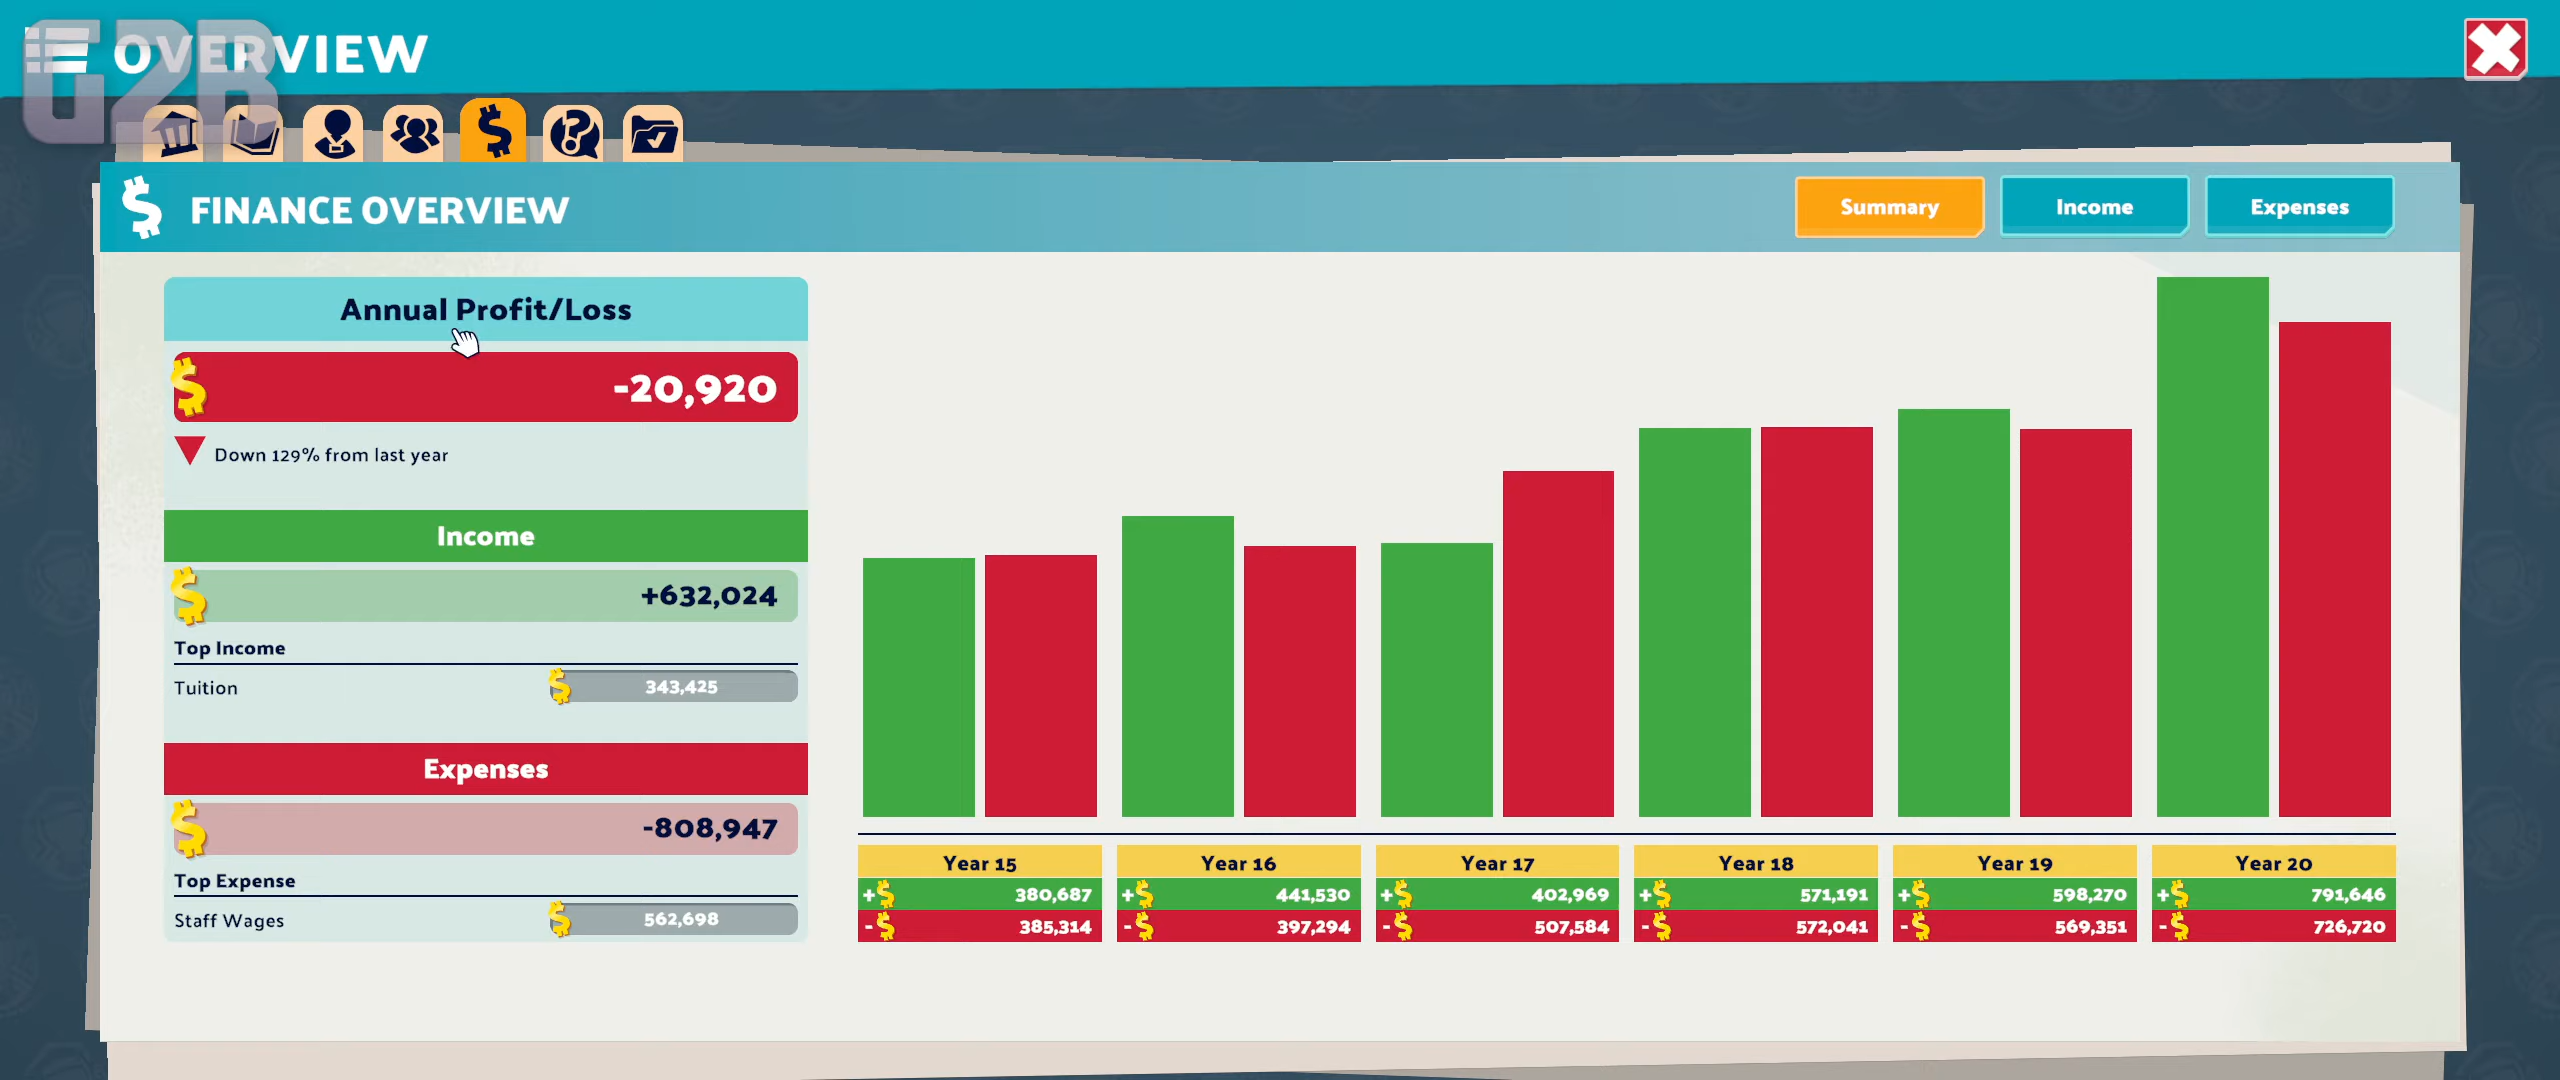 OVERVIEW
G2B
FINANCE OVERVIEW
Summary
Income
Expenses
Annual Profit/Loss
-20,920
Down 129% from last year
Income
+632,024
Top Income
Tuition 343,425
Expenses
-808,947
Top Expense
Staff Wages 562,698
Year 15 Year 16 Year 17 Year 18 Year 19 Year 20
+$ 380,687 +$ 441,530 +$ 402,969 +$ 571,191 +$ 598,270 +$ 791,646
-$ 385,314 -$ 397,294 -$ 507,584 -$ 572,041 -$ 569,351 -$ 726,720